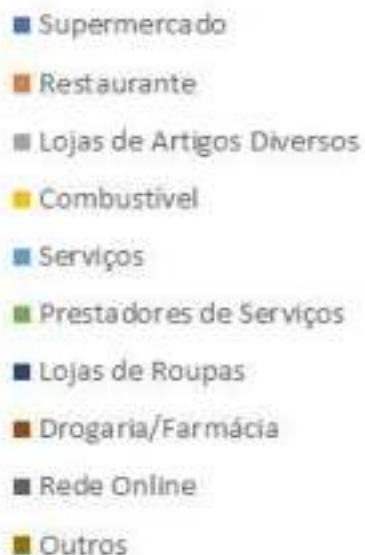 Supermercado
Restaurante
Lojas de Artigos Diversos
Combustível
Serviços
Prestadores de Serviços
Lojas de Roupas
Drogaria/Farmácia
Rede Online
Outros